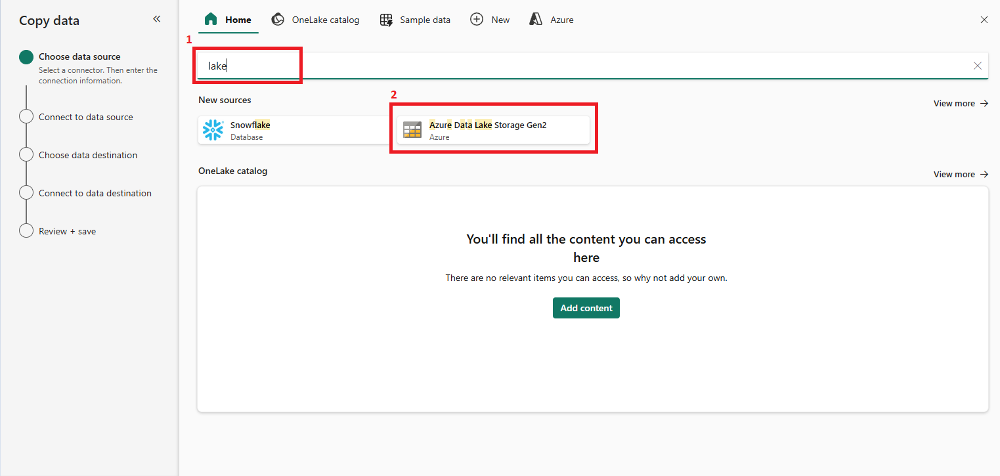 Copy data
Choose data source
Select a connector. Then enter the
connection information.
Connect to data source
Choose data destination
Connect to data destination
Review + save
Home
OneLake catalog
Sample data
New
Azure
1
lake
2
New sources
View more
Snowflake
Database
Azure Data Lake Storage Gen2
Azure
OneLake catalog
View more
You'll find all the content you can access
here
There are no relevant items you can access, so why not add your own.
Add content